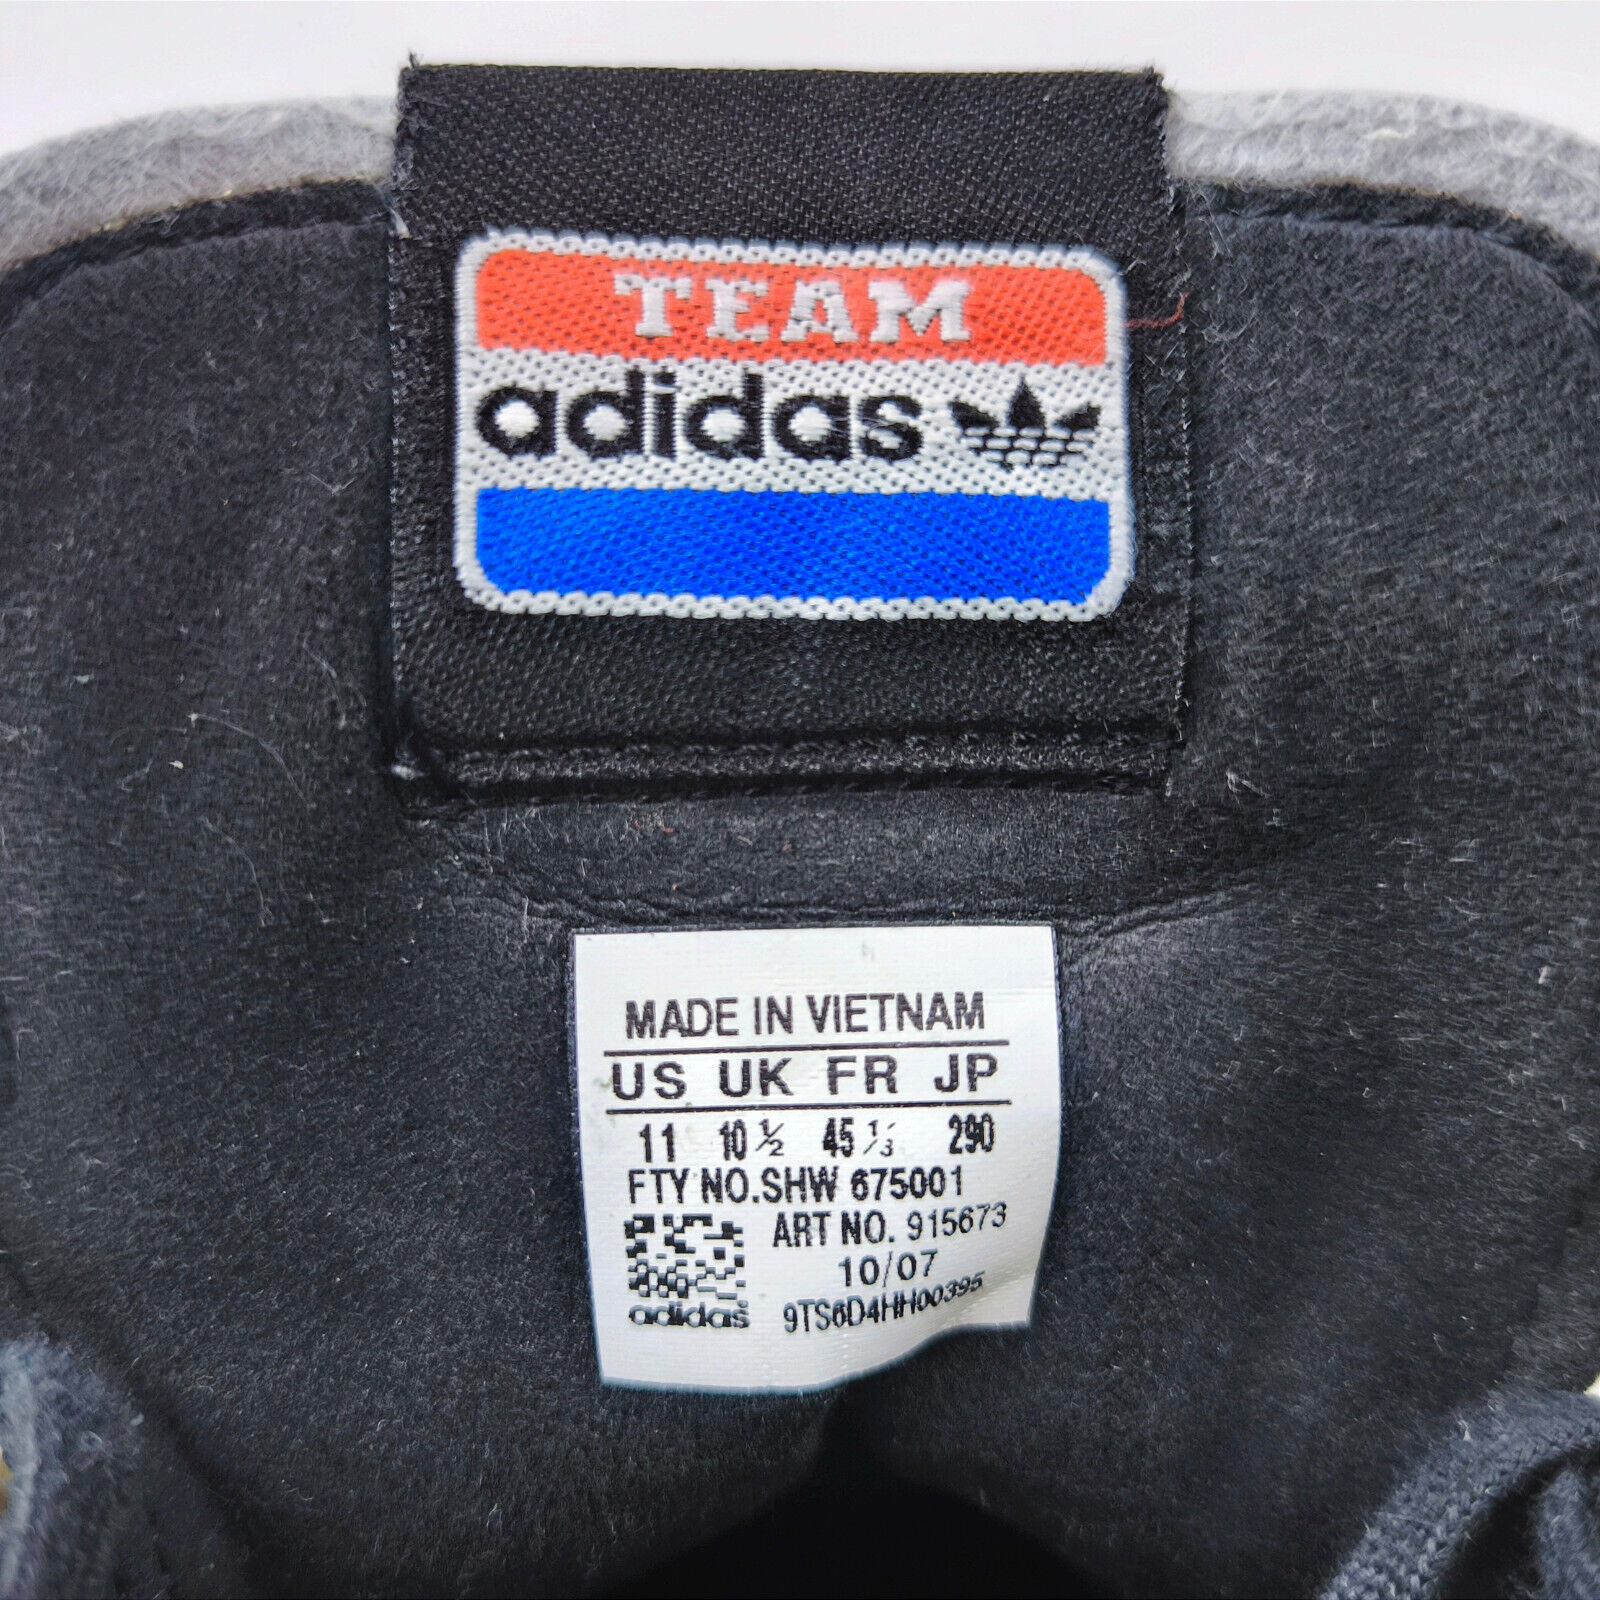 TEAM
adidas
MADE IN VIETNAM
US UK FR JP
11 10 ½ 45 ⅓ 290
FTY NO.SHW 675001
ART NO. 915673
10/07
adidas 9TS6D4HH00395